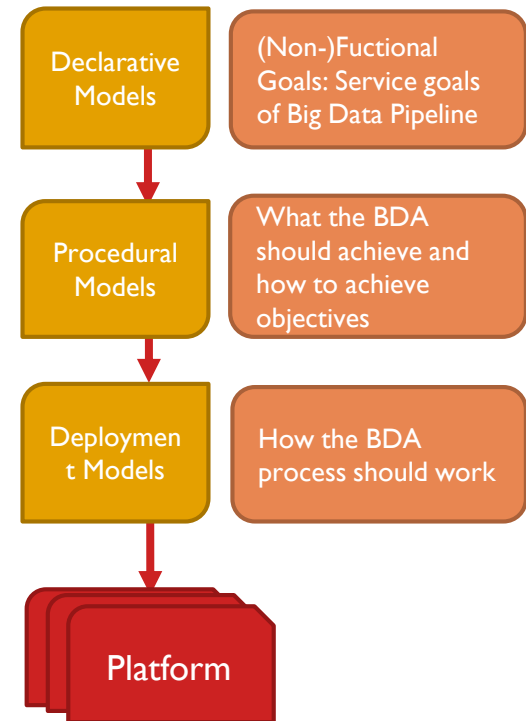 Declarative
Models
(Non-)Fuctional
Goals: Service goals
of Big Data Pipeline
Procedural
Models
What the BDA
should achieve and
how to achieve
objectives
Deploymen
t Models
How the BDA
process should work
Platform